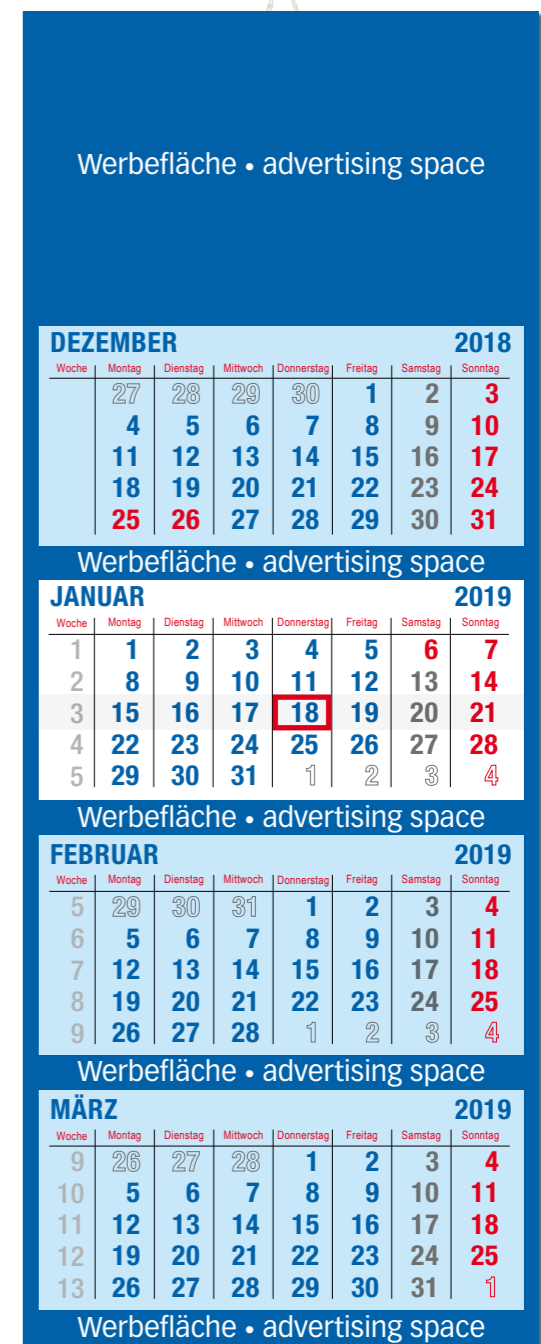 Werbefläche • advertising space
DEZEMBER 2018
Woche Montag Dienstag Mittwoch Donnerstag Freitag Samstag Sonntag
27 28 29 30 1 2 3
4 5 6 7 8 9 10
11 12 13 14 15 16 17
18 19 20 21 22 23 24
25 26 27 28 29 30 31
Werbefläche • advertising space
JANUAR 2019
Woche Montag Dienstag Mittwoch Donnerstag Freitag Samstag Sonntag
1 1 2 3 4 5 6 7
2 8 9 10 11 12 13 14
3 15 16 17 18 19 20 21
4 22 23 24 25 26 27 28
5 29 30 31 1 2 3 4
Werbefläche • advertising space
FEBRUAR 2019
Woche Montag Dienstag Mittwoch Donnerstag Freitag Samstag Sonntag
5 29 30 31 1 2 3 4
6 5 6 7 8 9 10 11
7 12 13 14 15 16 17 18
8 19 20 21 22 23 24 25
9 26 27 28 1 2 3 4
Werbefläche • advertising space
MÄRZ 2019
Woche Montag Dienstag Mittwoch Donnerstag Freitag Samstag Sonntag
9 26 27 28 1 2 3 4
10 5 6 7 8 9 10 11
11 12 13 14 15 16 17 18
12 19 20 21 22 23 24 25
13 26 27 28 29 30 31 1
Werbefläche • advertising space